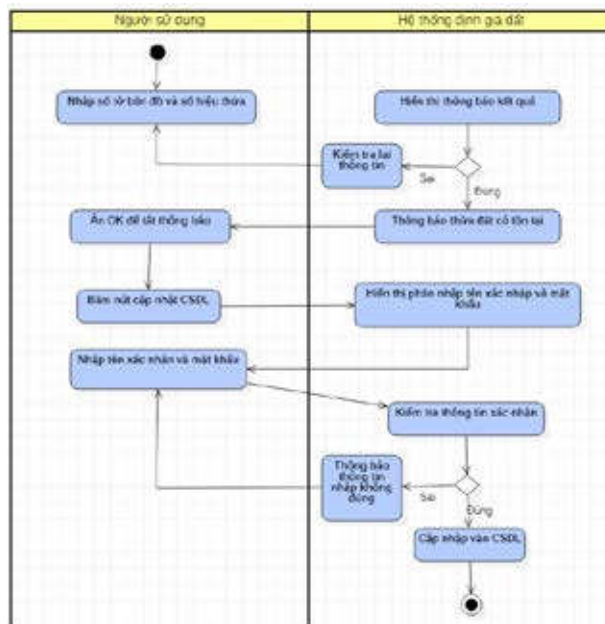 Người sử dụng
Hệ thống định giá đất
Nhập số tờ bản đồ và số hiệu thửa
Hiển thị thông báo kết quả
Kiểm tra lại
thông tin
Sai
Đúng
Ấn OK để tắt thông báo
Thông báo thửa đất có tồn tại
Bấm nút cập nhật CSDL
Hiển thị phần nhập tên xác nhập và mật
khẩu
Nhập tên xác nhận và mật khẩu
Kiểm tra thông tin xác nhận
Thông báo
thông tin
nhập không
đúng
Sai
Đúng
Cập nhập vào CSDL